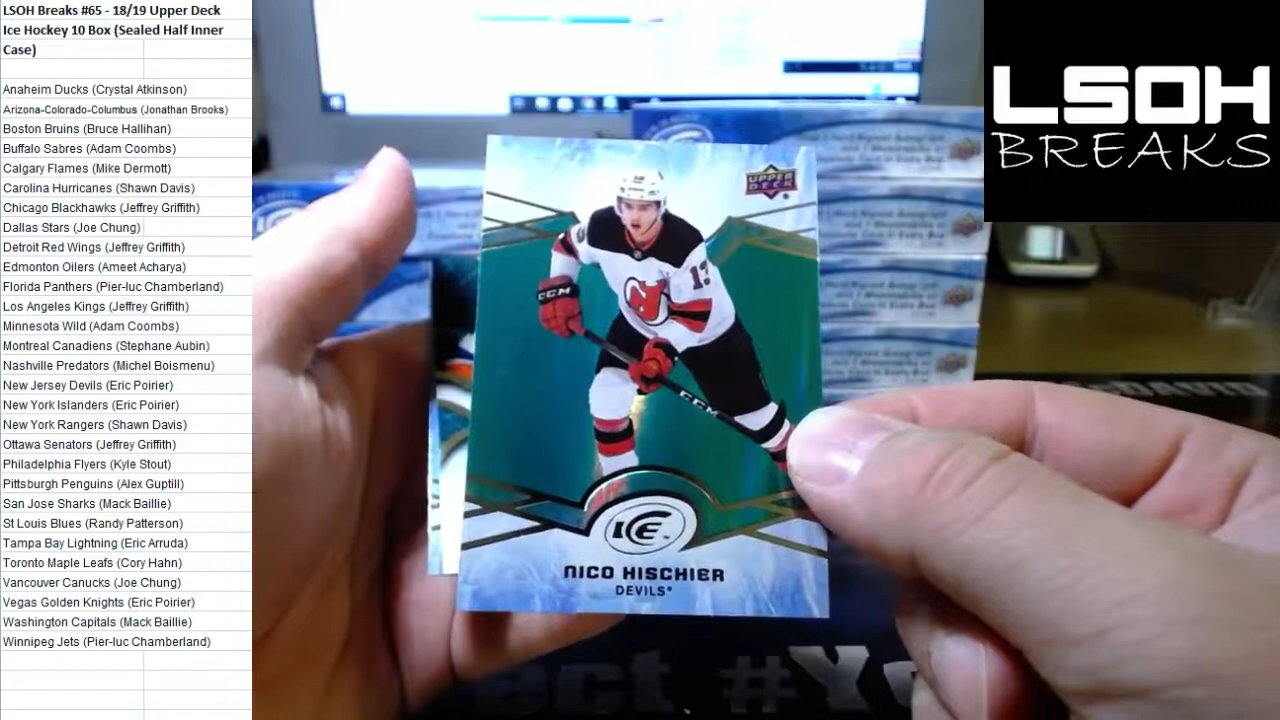 LSOH Breaks #65 - 18/19 Upper Deck
Ice Hockey 10 Box (Sealed Half Inner
Case)
Anaheim Ducks (Crystal Atkinson)
Arizona-Colorado-Columbus (Jonathan Brooks)
Boston Bruins (Bruce Hallihan)
Buffalo Sabres (Adam Coombs)
Calgary Flames (Mike Dermott)
Carolina Hurricanes (Shawn Davis)
Chicago Blackhawks (Jeffrey Griffith)
Dallas Stars (Joe Chung)
Detroit Red Wings (Jeffrey Griffith)
Edmonton Oilers (Ameet Acharya)
Florida Panthers (Pier-luc Chamberland)
Los Angeles Kings (Jeffrey Griffith)
Minnesota Wild (Adam Coombs)
Montreal Canadiens (Stephane Aubin)
Nashville Predators (Michel Boismenu)
New Jersey Devils (Eric Poirier)
New York Islanders (Eric Poirier)
New York Rangers (Shawn Davis)
Ottawa Senators (Jeffrey Griffith)
Philadelphia Flyers (Kyle Stout)
Pittsburgh Penguins (Alex Guptill)
San Jose Sharks (Mack Baillie)
St Louis Blues (Randy Patterson)
Tampa Bay Lightning (Eric Arruda)
Toronto Maple Leafs (Cory Hahn)
Vancouver Canucks (Joe Chung)
Vegas Golden Knights (Eric Poirier)
Washington Capitals (Mack Baillie)
Winnipeg Jets (Pier-luc Chamberland)
LSOH
BREAKS
UPPER
DECK
13
CCM
CCM
ICE
NICO HISCHIER
DEVILS